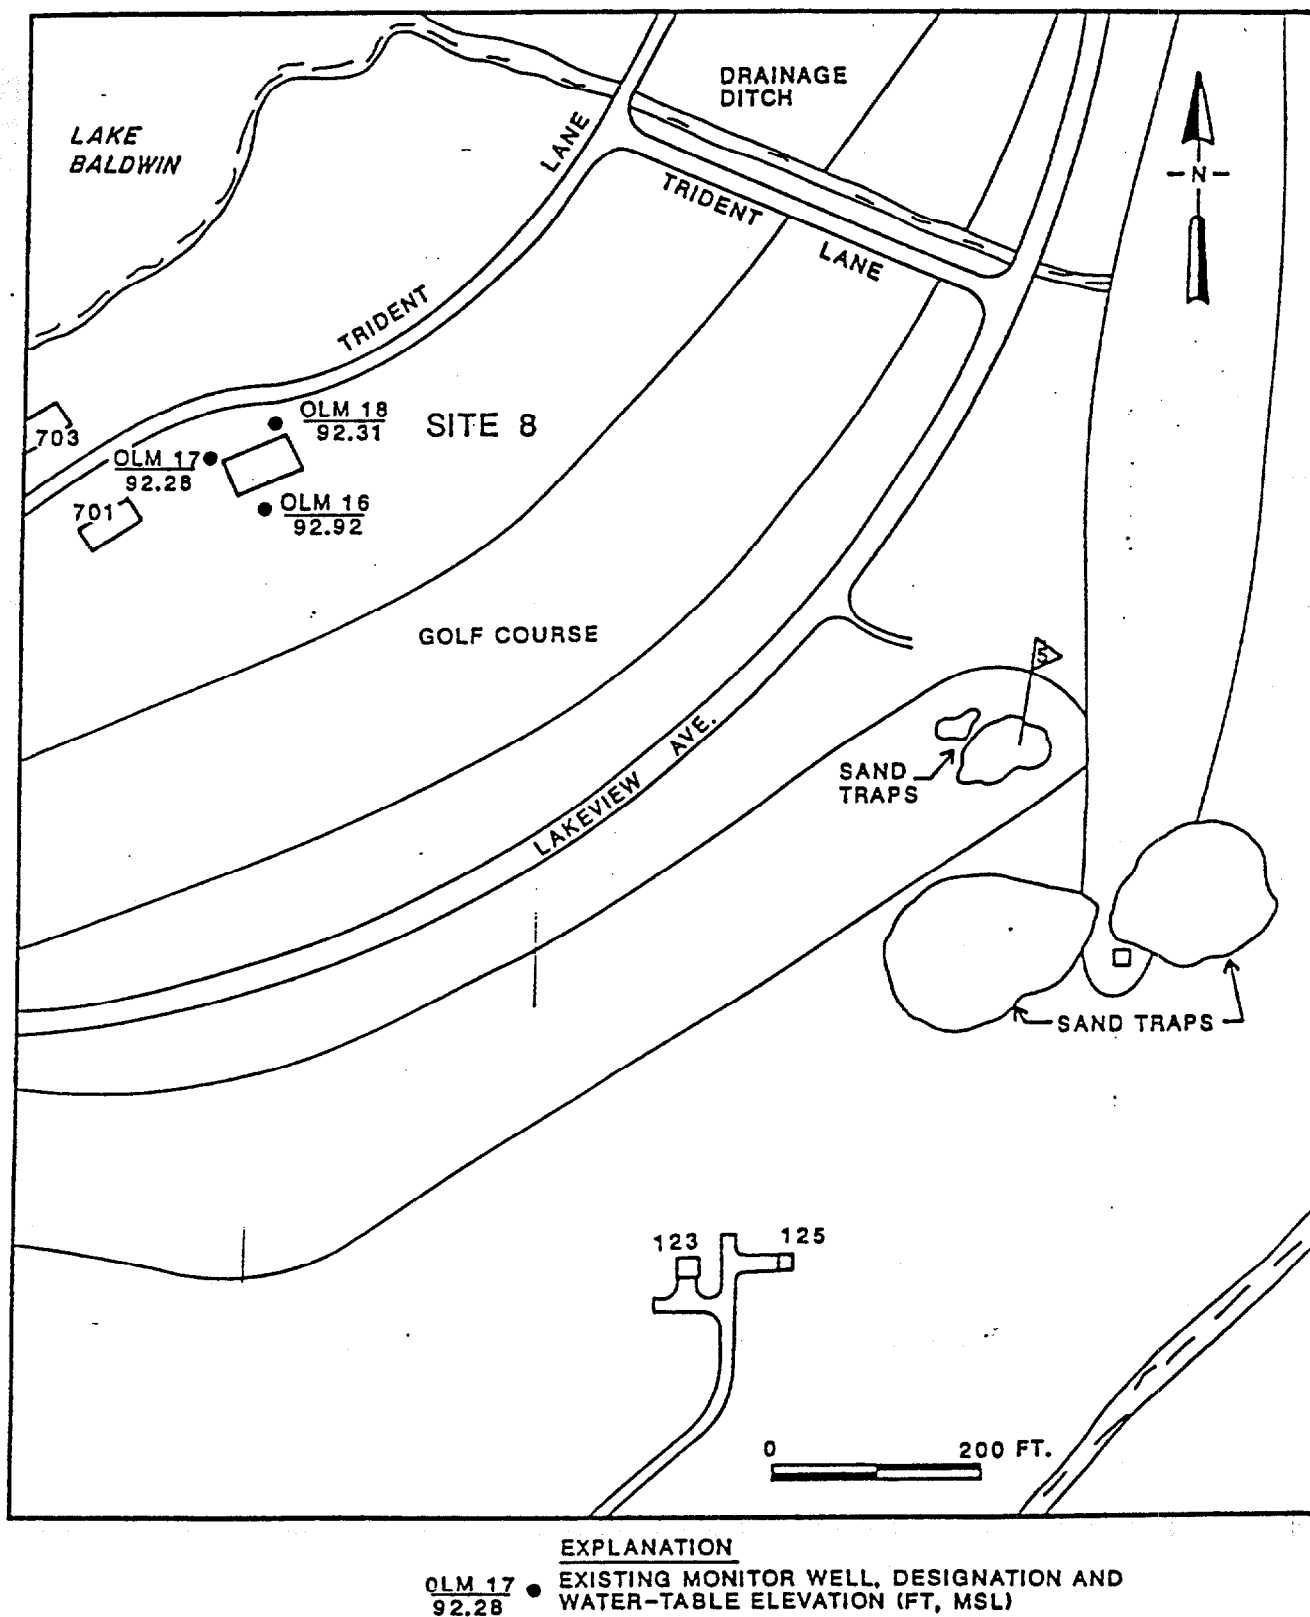 DRAINAGE
DITCH
LAKE
BALDWIN
LANE
TRIDENT
LANE
N
TRIDENT
703
OLM 18
92.31
SITE 8
OLM 17
92.28
701
OLM 16
92.92
GOLF COURSE
5
LAKEVIEW AVE.
SAND
TRAPS
SAND TRAPS
123
125
0
200 FT.
EXPLANATION
OLM 17
92.28
EXISTING MONITOR WELL, DESIGNATION AND
WATER-TABLE ELEVATION (FT, MSL)